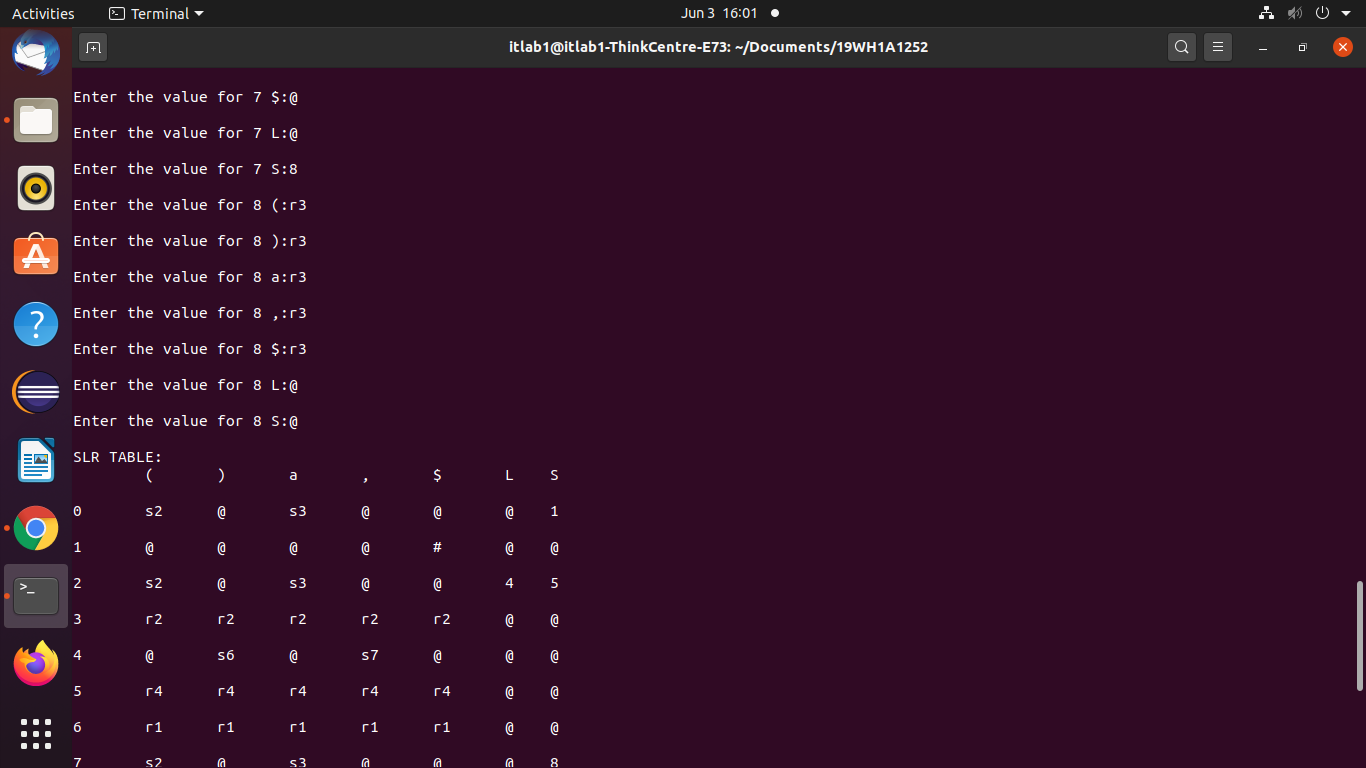 Activities Terminal Jun 3 16:01
itlab1@itlab1-ThinkCentre-E73: ~/Documents/19WH1A1252
Enter the value for 7 $:@
Enter the value for 7 L:@
Enter the value for 7 S:8
Enter the value for 8 (:r3
Enter the value for 8 ):r3
Enter the value for 8 a:r3
Enter the value for 8 ,:r3
Enter the value for 8 $:r3
Enter the value for 8 L:@
Enter the value for 8 S:@
SLR TABLE:
( ) a , $ L S
0 s2 @ s3 @ @ @ 1
1 @ @ @ @ # @ @
2 s2 @ s3 @ @ 4 5
3 r2 r2 r2 r2 r2 @ @
4 @ s6 @ s7 @ @ @
5 r4 r4 r4 r4 r4 @ @
6 r1 r1 r1 r1 r1 @ @
7 s2 @ s3 @ @ @ 8